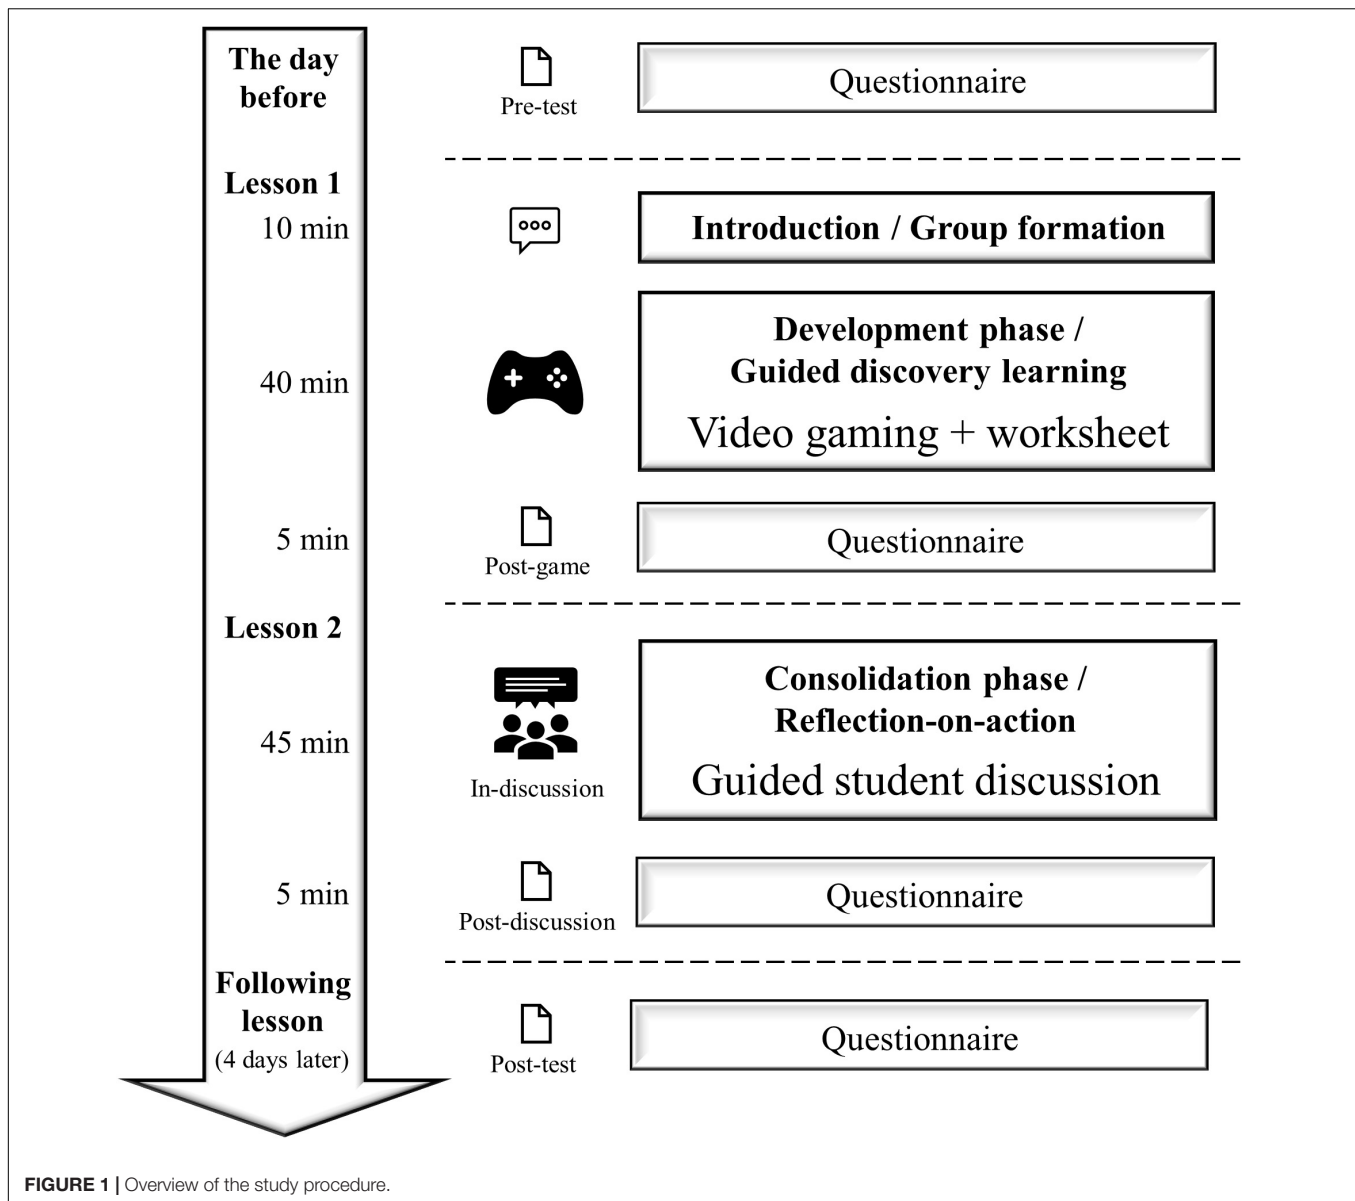 The day
before
Pre-test
Questionnaire
Lesson 1
10 min
Introduction / Group formation
40 min
Development phase /
Guided discovery learning
Video gaming + worksheet
5 min
Post-game
Questionnaire
Lesson 2
45 min
In-discussion
Consolidation phase /
Reflection-on-action
Guided student discussion
5 min
Post-discussion
Questionnaire
Following
lesson
(4 days later)
Post-test
Questionnaire
FIGURE 1 | Overview of the study procedure.